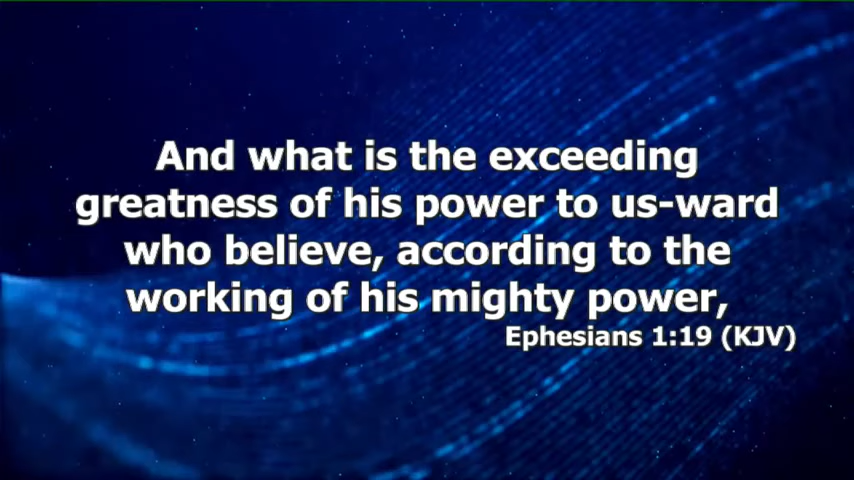 And what is the exceeding
greatness of his power to us-ward
who believe, according to the
working of his mighty power,
Ephesians 1:19 (KJV)